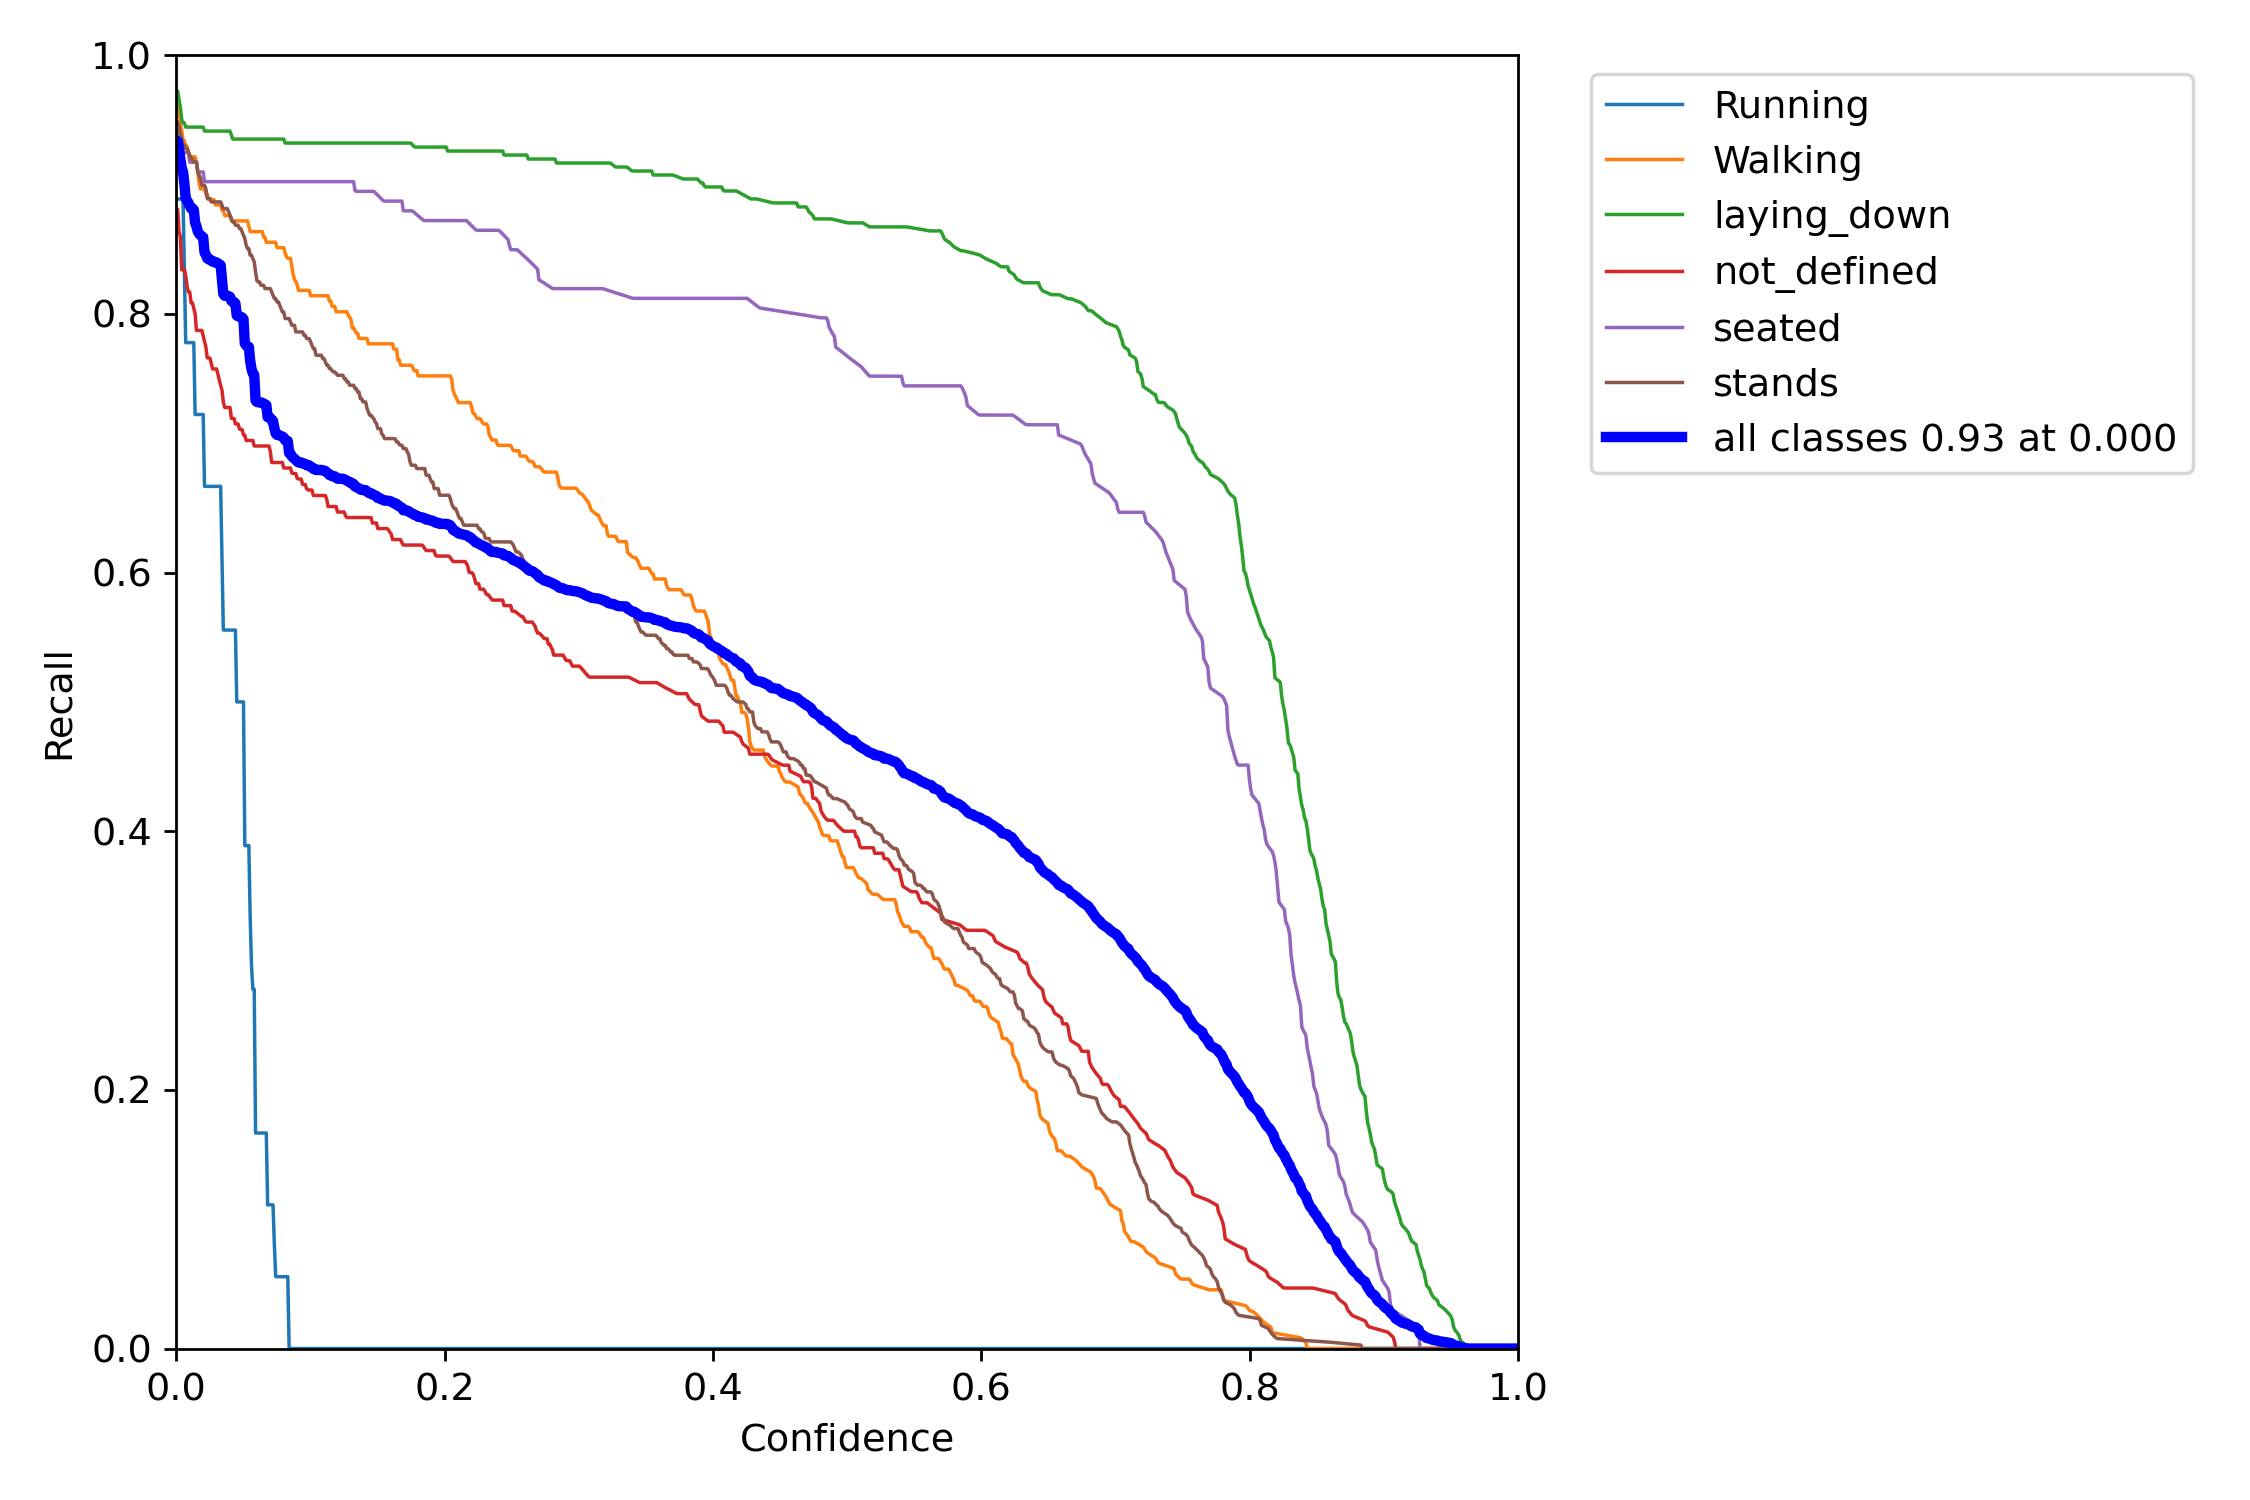 1.0
0.8
0.6
0.4
0.2
0.0
Recall
0.0 0.2 0.4 0.6 0.8 1.0
Confidence
Running
Walking
laying_down
not_defined
seated
stands
all classes 0.93 at 0.000